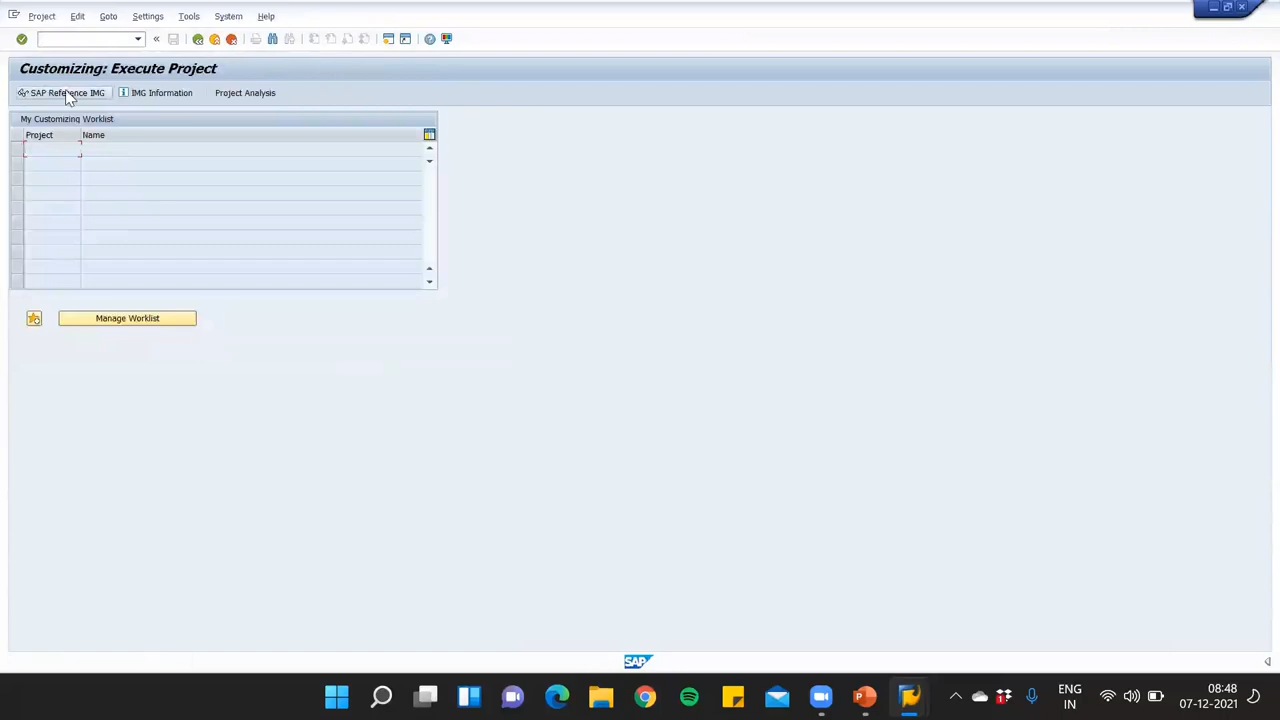 Project Edit Goto Settings Tools System Help
«
Customizing: Execute Project
SAP Reference IMG IMG Information Project Analysis
My Customizing Worklist
Project Name
Manage Worklist
SAP
ENG 08:48
IN 07-12-2021